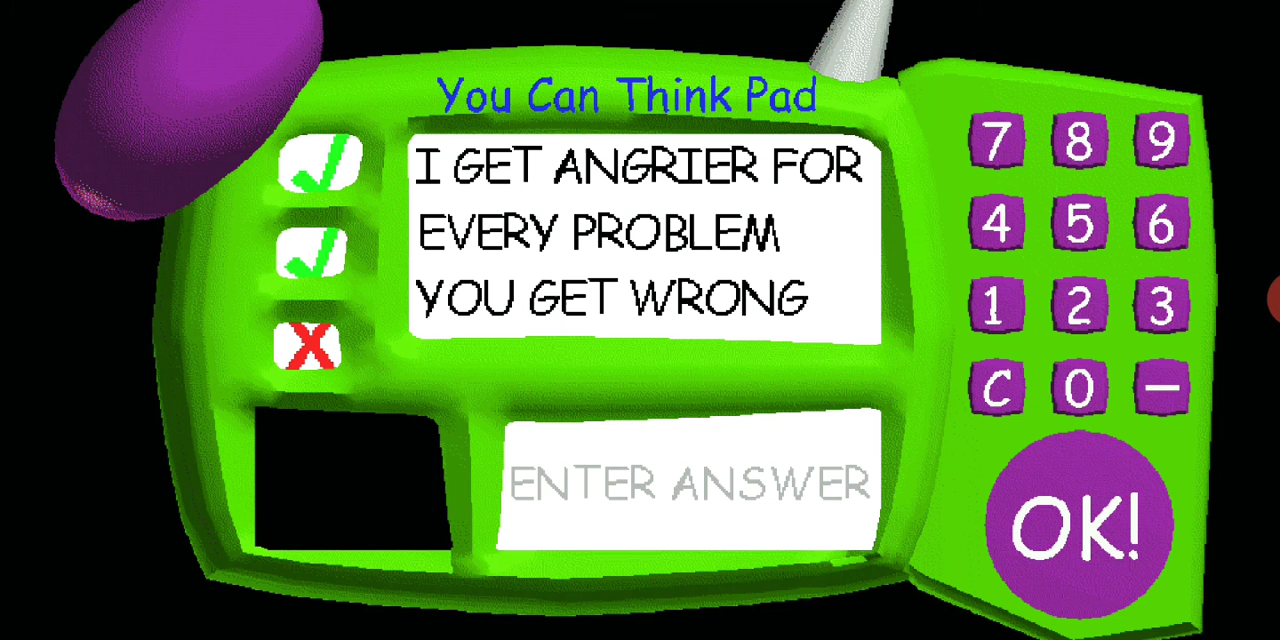 You Can Think Pad
I GET ANGRIER FOR
EVERY PROBLEM
YOU GET WRONG
ENTER ANSWER
7 8 9
4 5 6
1 2 3
C 0 −
OK!